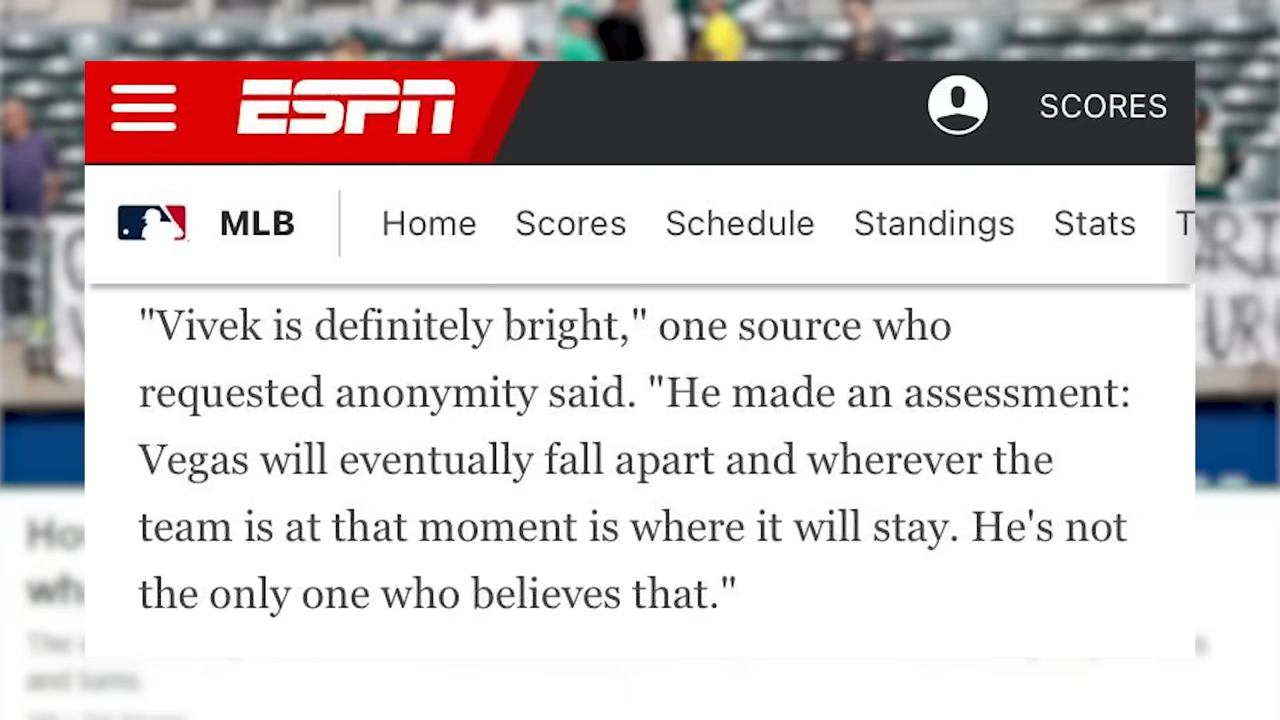 ESPN
SCORES
MLB
Home Scores Schedule Standings Stats
"Vivek is definitely bright," one source who
requested anonymity said. "He made an assessment:
Vegas will eventually fall apart and wherever the
team is at that moment is where it will stay. He's not
the only one who believes that."